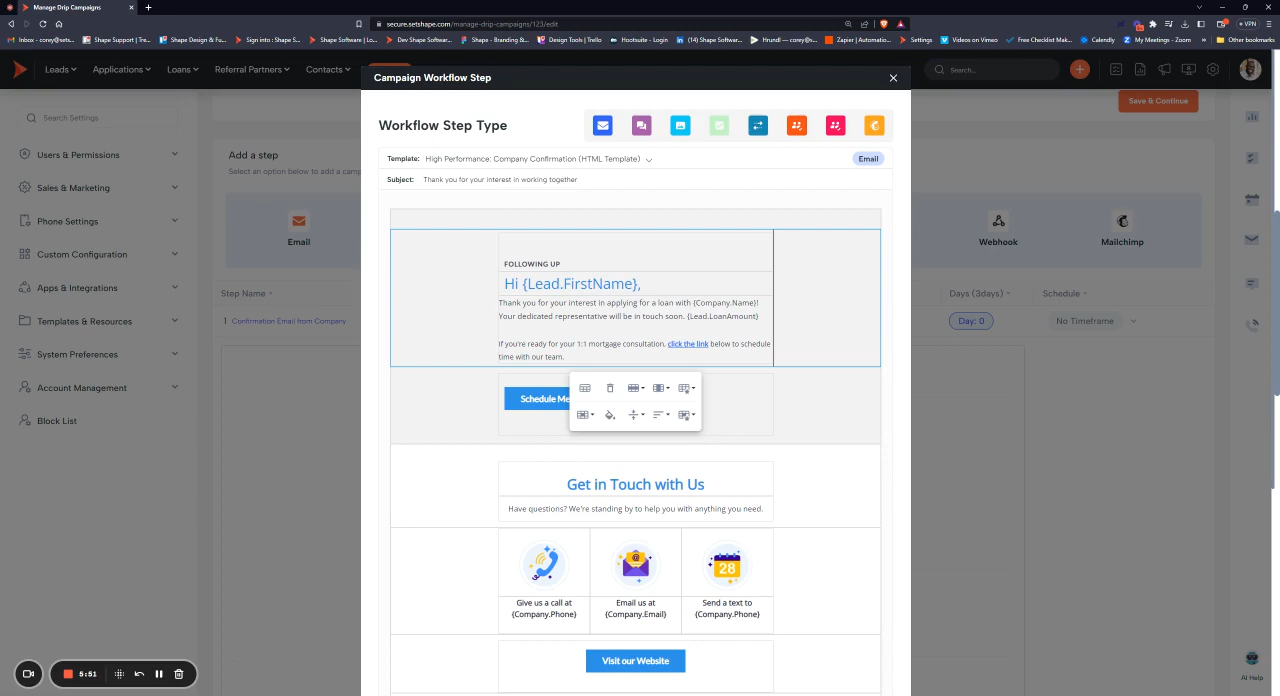 Manage Drip Campaigns
secure.setshape.com/manage-drip-campaigns/123/edit
VPN
Inbox - corey@sets...
Shape Support | Tre...
Shape Design & Fu...
Sign into : Shape S...
Shape Software | Lo...
Dev Shape Softwar...
Shape - Branding &...
Design Tools | Trello
Hootsuite - Login
(14) Shape Softwar...
Hrundl — corey@s...
Zapier | Automatio...
Settings
Videos on Vimeo
Free Checklist Mak...
Calendly
My Meetings - Zoom
»
Other bookmarks
Leads
Applications
Loans
Referral Partners
Contacts
Search...
Campaign Workflow Step
Save & Continue
Search Settings
Users & Permissions
Sales & Marketing
Phone Settings
Custom Configuration
Apps & Integrations
Templates & Resources
System Preferences
Account Management
Block List
Add a step
Select an option below to add a camp
Email
Webhook
Mailchimp
Step Name
Days (3days)
Schedule
1 Confirmation Email from Company
Day: 0
No Timeframe
Workflow Step Type
Template: High Performance: Company Confirmation (HTML Template)
Email
Subject: Thank you for your interest in working together
FOLLOWING UP
Hi {Lead.FirstName},
Thank you for your interest in applying for a loan with {Company.Name}!
Your dedicated representative will be in touch soon. {Lead.LoanAmount}
If you're ready for your 1:1 mortgage consultation, click the link below to schedule
time with our team.
Schedule Me
Get in Touch with Us
Have questions? We're standing by to help you with anything you need.
28
Give us a call at
{Company.Phone}
Email us at
{Company.Email}
Send a text to
{Company.Phone}
Visit our Website
5:51
AI Help